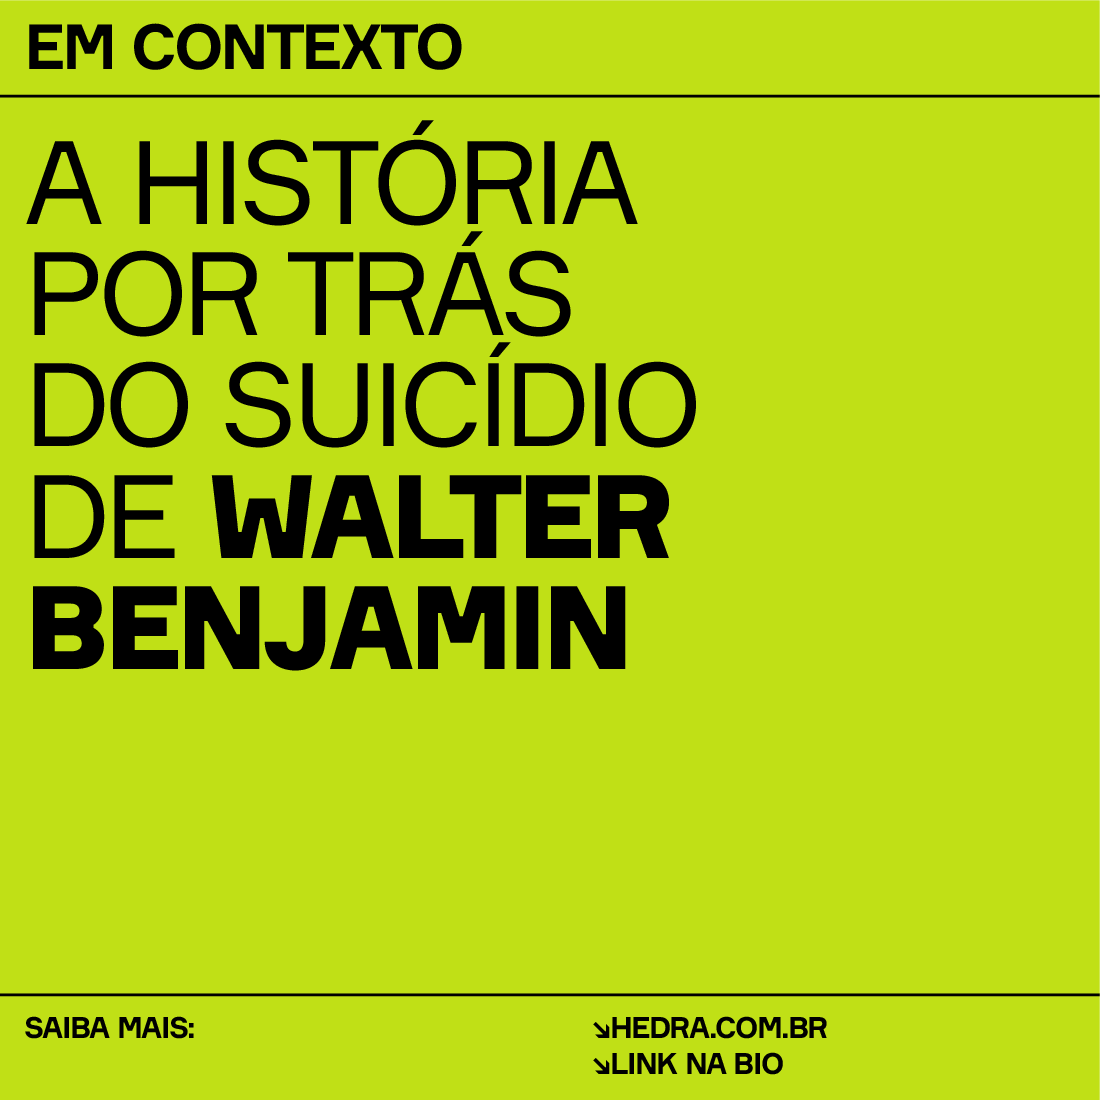 EM CONTEXTO
A HISTÓRIA
POR TRÁS
DO SUICÍDIO
DE WALTER
BENJAMIN
SAIBA MAIS:
↘HEDRA.COM.BR
↘LINK NA BIO